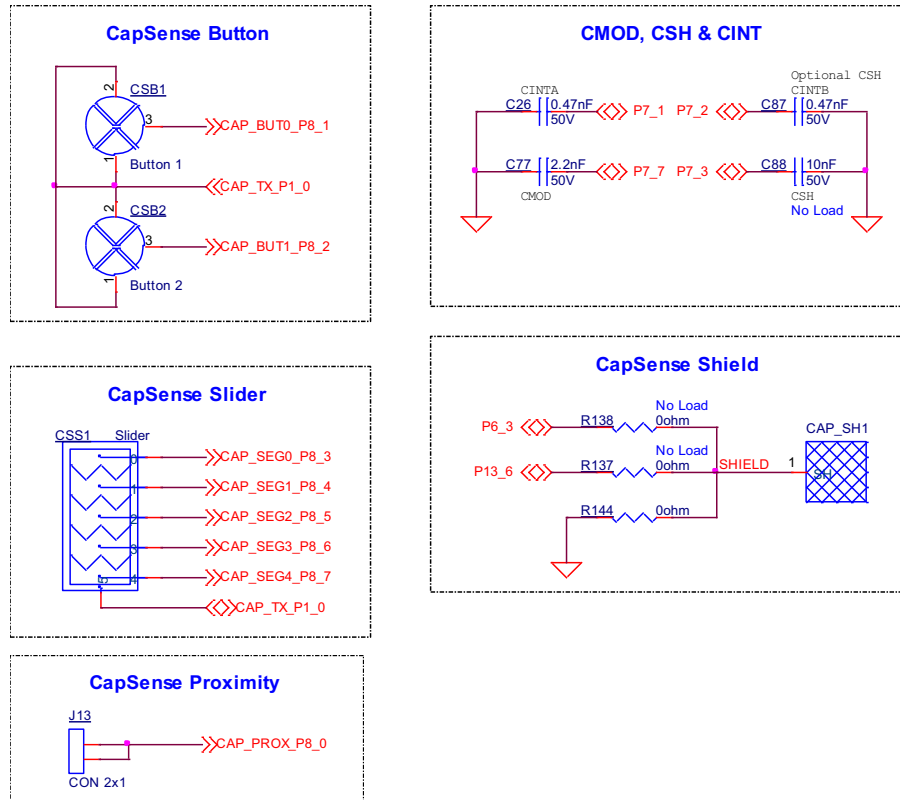 CapSense Button
2
CSB1
3
CAP_BUT0_P8_1
1
Button 1
CAP_TX_P1_0
2
CSB2
3
CAP_BUT1_P8_2
1
Button 2
CMOD, CSH & CINT
Optional CSH
CINTA
CINTB
C26
0.47nF
P7_1
P7_2
C87
0.47nF
50V
50V
C77
2.2nF
P7_7
P7_3
C88
10nF
50V
50V
CMOD
CSH
No Load
CapSense Slider
CSS1
Slider
0
CAP_SEG0_P8_3
1
CAP_SEG1_P8_4
2
CAP_SEG2_P8_5
3
CAP_SEG3_P8_6
4
CAP_SEG4_P8_7
CAP_TX_P1_0
CapSense Shield
No Load
P6_3
R138
0ohm
CAP_SH1
No Load
P13_6
R137
0ohm
SHIELD
1
SH
R144
0ohm
CapSense Proximity
J13
CAP_PROX_P8_0
CON 2x1